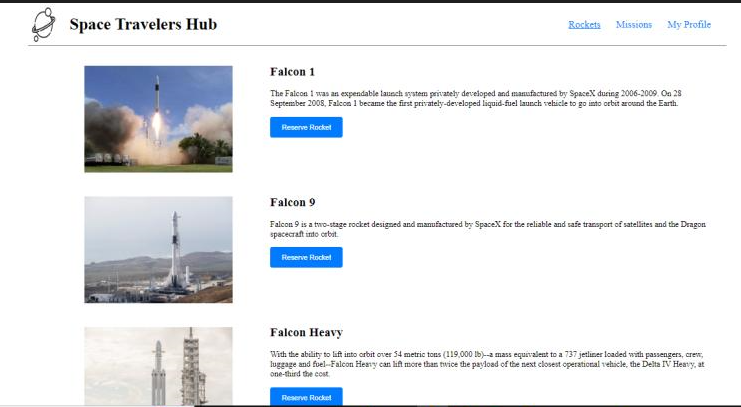 Space Travelers Hub
Rockets Missions My Profile
Falcon 1
The Falcon 1 was an expendable launch system privately developed and manufactured by SpaceX during 2006-2009. On 28
September 2008, Falcon 1 became the first privately-developed liquid-fuel launch vehicle to go into orbit around the Earth.
Reserve Rocket
Falcon 9
Falcon 9 is a two-stage rocket designed and manufactured by SpaceX for the reliable and safe transport of satellites and the Dragon
spacecraft into orbit.
Reserve Rocket
Falcon Heavy
With the ability to lift into orbit over 54 metric tons (119,000 lb)--a mass equivalent to a 737 jetliner loaded with passengers, crew,
luggage and fuel--Falcon Heavy can lift more than twice the payload of the next closest operational vehicle, the Delta IV Heavy, at
one-third the cost.
Reserve Rocket